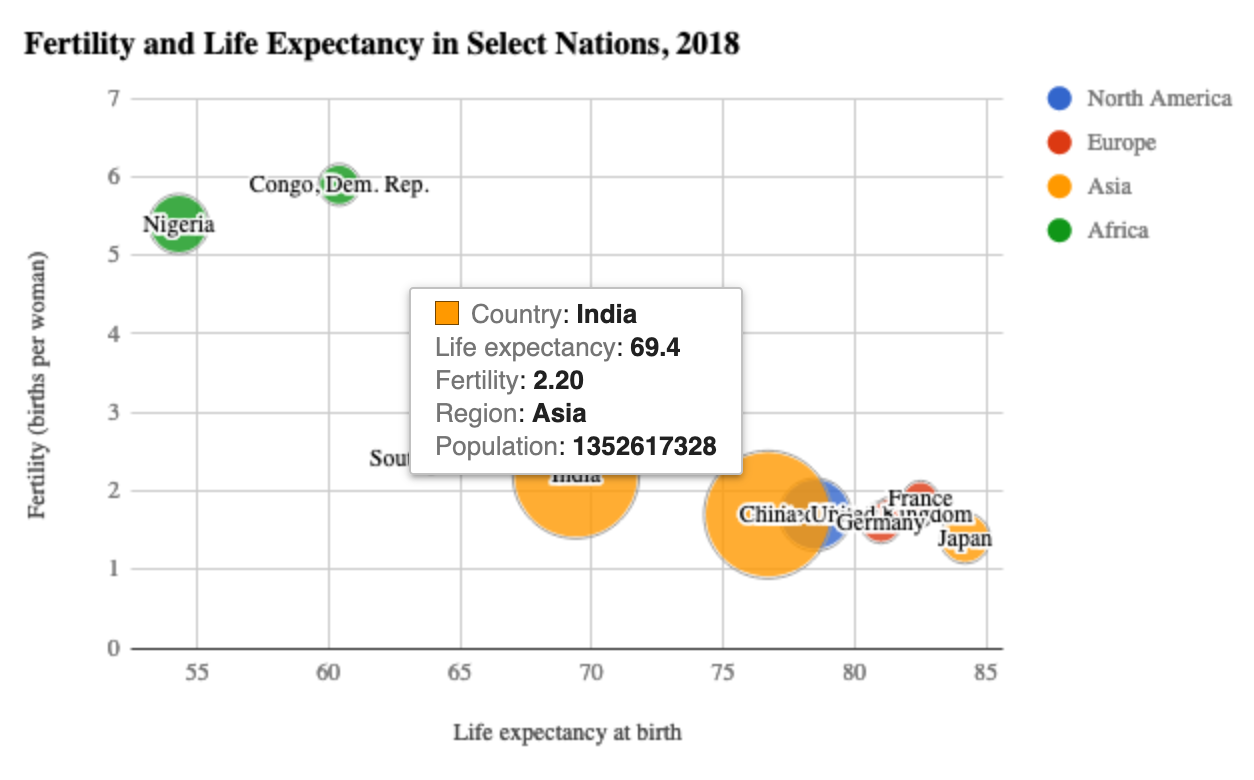 Fertility and Life Expectancy in Select Nations, 2018
North America
Europe
Asia
Africa
Fertility (births per woman)
7
6
5
4
3
2
1
0
Congo, Dem. Rep.
Nigeria
Country: India
Life expectancy: 69.4
Fertility: 2.20
Region: Asia
Population: 1352617328
Sou
India
France
China
Germany
Japan
55
60
65
70
75
80
85
Life expectancy at birth